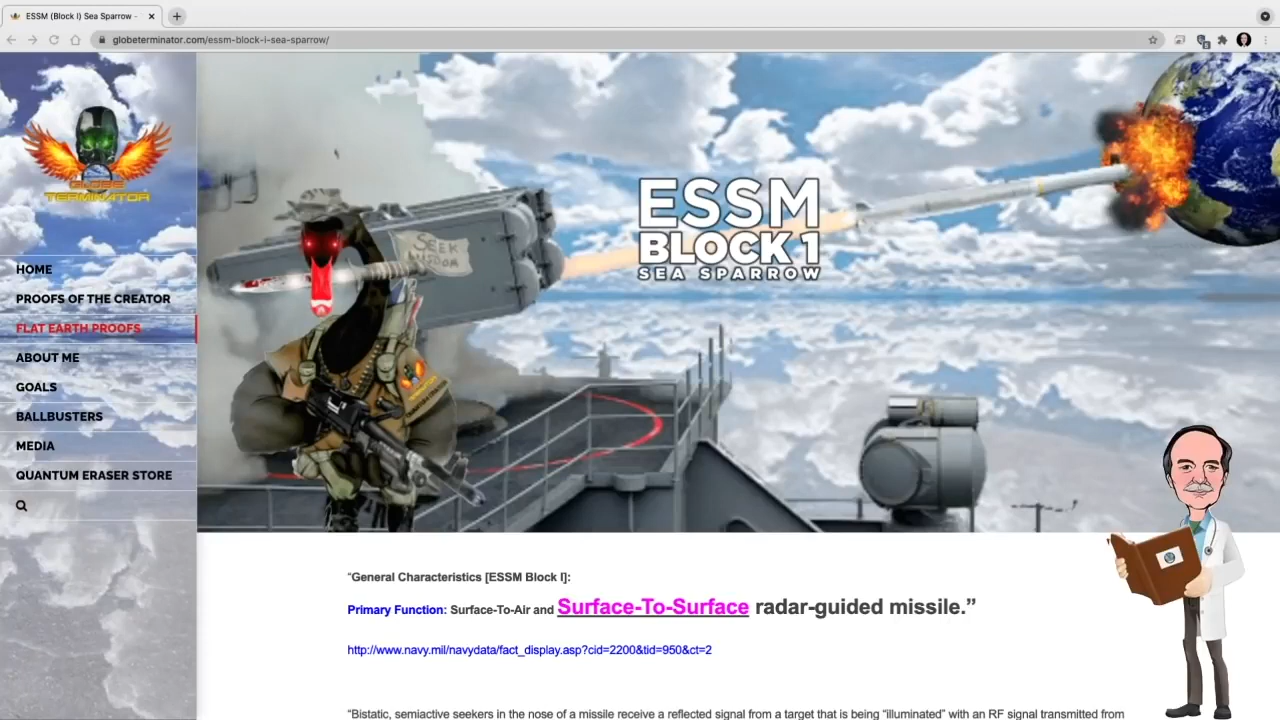 ESSM (Block I) Sea Sparrow -
globeterminator.com/essm-block-i-sea-sparrow/
GLOBE
TERMINATOR
HOME
PROOFS OF THE CREATOR
FLAT EARTH PROOFS
ABOUT ME
GOALS
BALLBUSTERS
MEDIA
QUANTUM ERASER STORE
SEEK
WISDOM
ESSM
BLOCK 1
SEA SPARROW
“General Characteristics [ESSM Block I]:
Primary Function: Surface-To-Air and Surface-To-Surface radar-guided missile.”
http://www.navy.mil/navydata/fact_display.asp?cid=2200&tid=950&ct=2
“Bistatic, semiactive seekers in the nose of a missile receive a reflected signal from a target that is being “illuminated” with an RF signal transmitted from